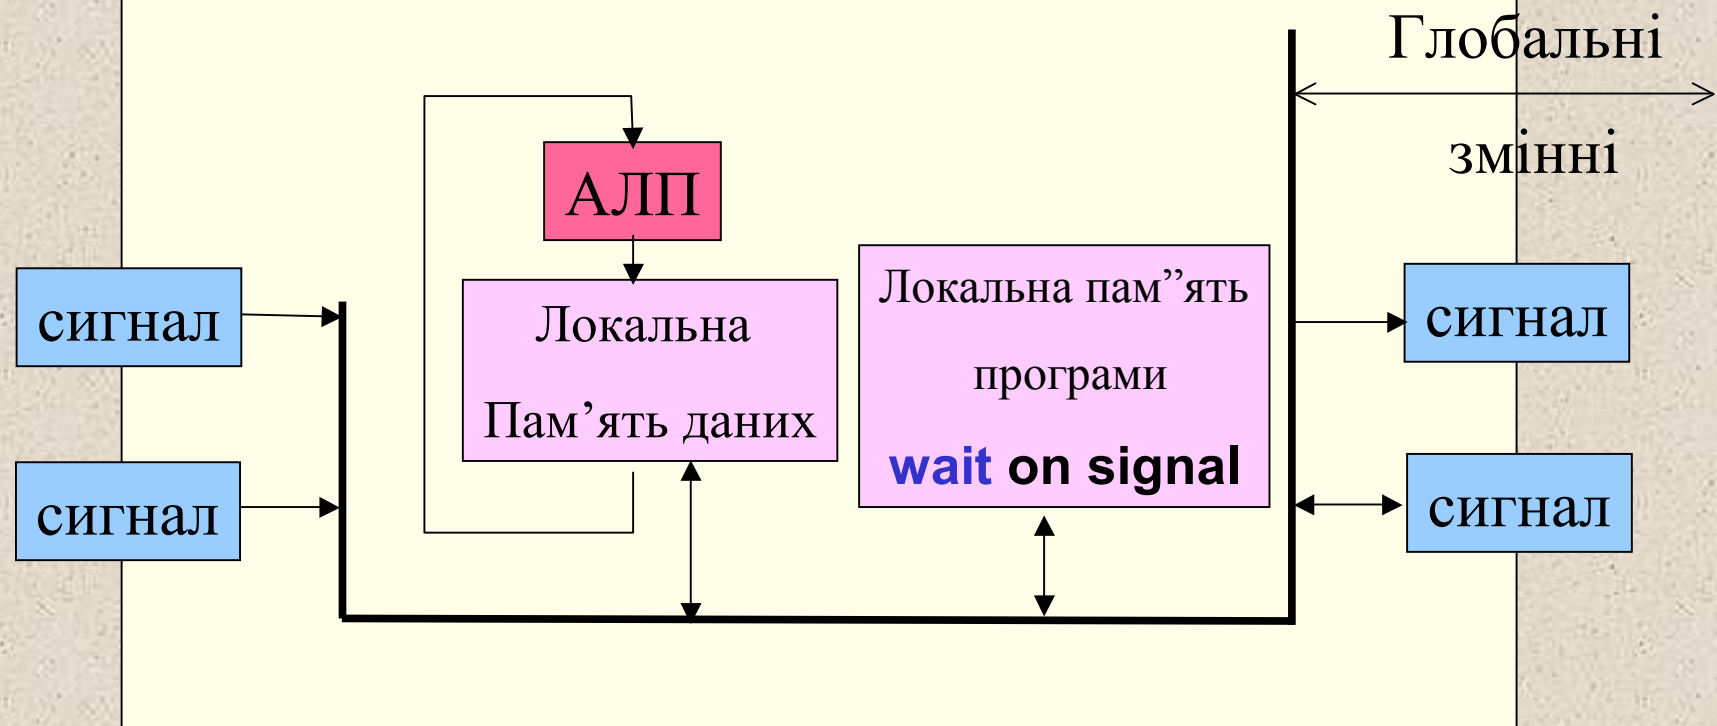 Глобальні
змінні
АЛП
сигнал
сигнал
Локальна
Пам’ять даних
Локальна пам”ять
програми
wait on signal
сигнал
сигнал